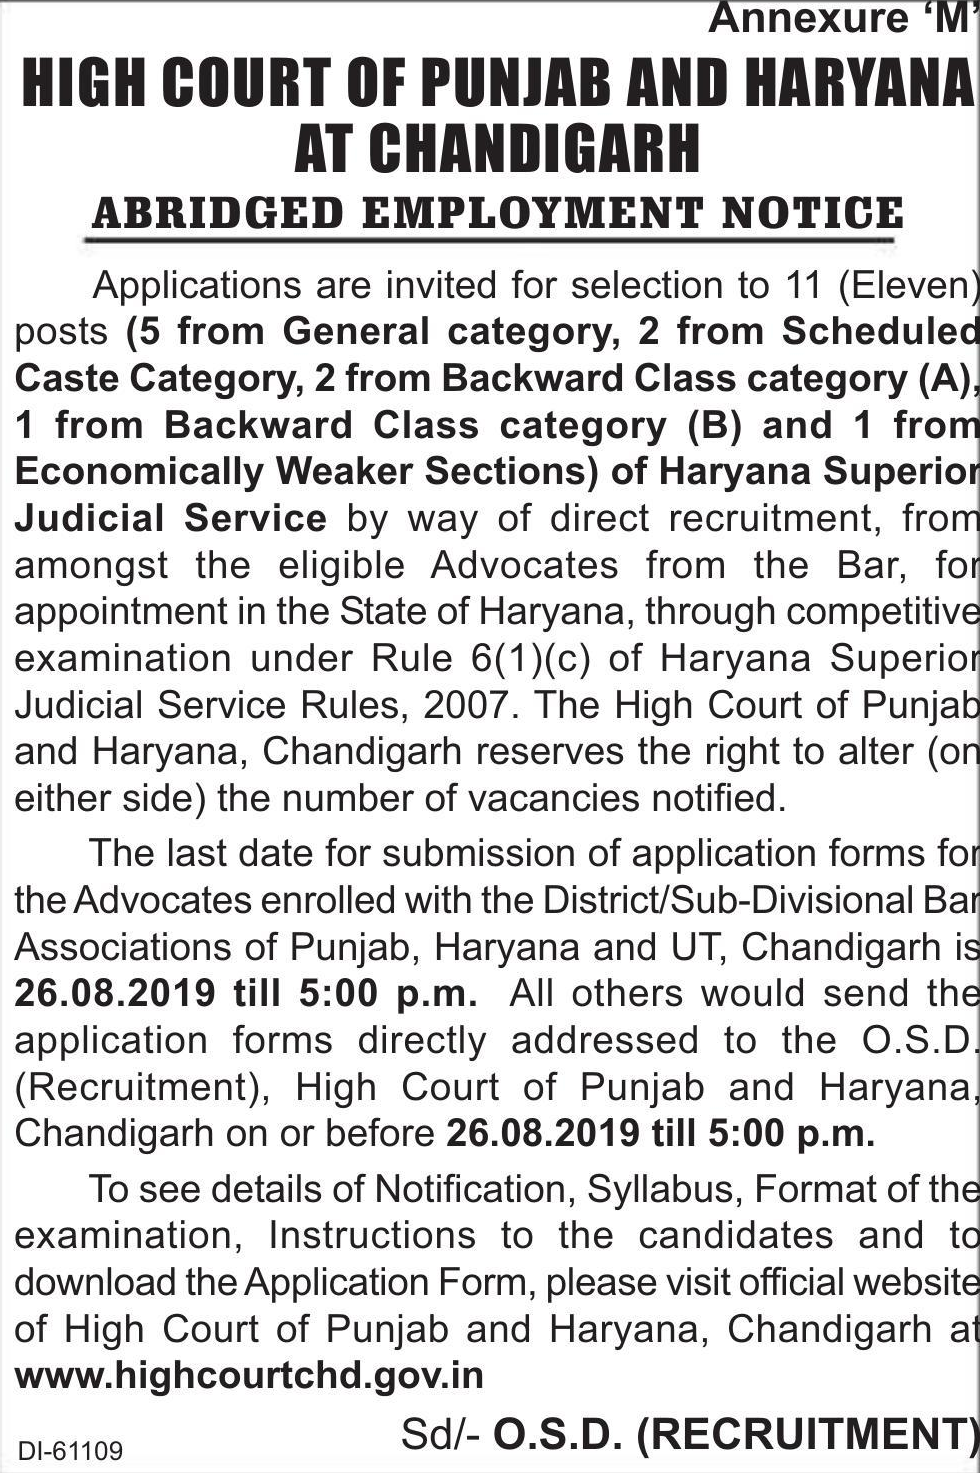 Annexure ‘M’
HIGH COURT OF PUNJAB AND HARYANA
AT CHANDIGARH
ABRIDGED EMPLOYMENT NOTICE
Applications are invited for selection to 11 (Eleven)
posts (5 from General category, 2 from Scheduled
Caste Category, 2 from Backward Class category (A),
1 from Backward Class category (B) and 1 from
Economically Weaker Sections) of Haryana Superior
Judicial Service by way of direct recruitment, from
amongst the eligible Advocates from the Bar, for
appointment in the State of Haryana, through competitive
examination under Rule 6(1)(c) of Haryana Superior
Judicial Service Rules, 2007. The High Court of Punjab
and Haryana, Chandigarh reserves the right to alter (on
either side) the number of vacancies notified.
The last date for submission of application forms for
the Advocates enrolled with the District/Sub-Divisional Bar
Associations of Punjab, Haryana and UT, Chandigarh is
26.08.2019 till 5:00 p.m. All others would send the
application forms directly addressed to the O.S.D.
(Recruitment), High Court of Punjab and Haryana,
Chandigarh on or before 26.08.2019 till 5:00 p.m.
To see details of Notification, Syllabus, Format of the
examination, Instructions to the candidates and to
download the Application Form, please visit official website
of High Court of Punjab and Haryana, Chandigarh at
www.highcourtchd.gov.in
Sd/- O.S.D. (RECRUITMENT)
DI-61109